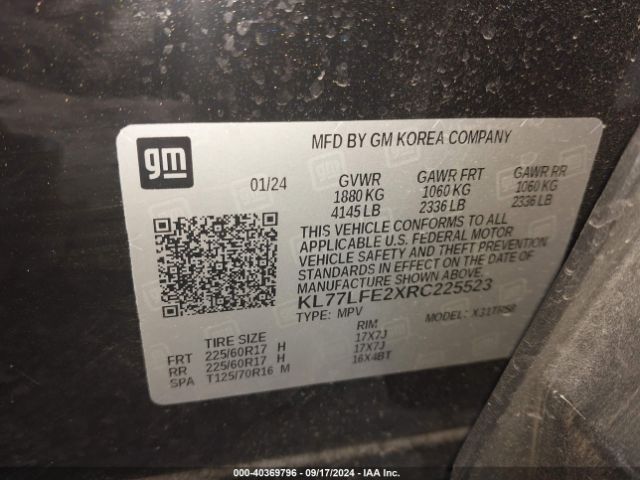 gm
MFD BY GM KOREA COMPANY
01/24
GVWR GAWR FRT GAWR RR
1880 KG 1060 KG 1060 KG
4145 LB 2336 LB 2336 LB
THIS VEHICLE CONFORMS TO ALL
APPLICABLE U.S. FEDERAL MOTOR
VEHICLE SAFETY AND THEFT PREVENTION
STANDARDS IN EFFECT ON THE DATE OF
MANUFACTURE SHOWN ABOVE.
KL77LFE2XRC225523
TYPE: MPV MODEL:
TIRE SIZE RIM
FRT 225/60R17 H 17X7J
RR 225/60R17 H 17X7J
SPA T125/70R16 M 16X4BT
000-40369796 - 09/17/2024 - IAA Inc.